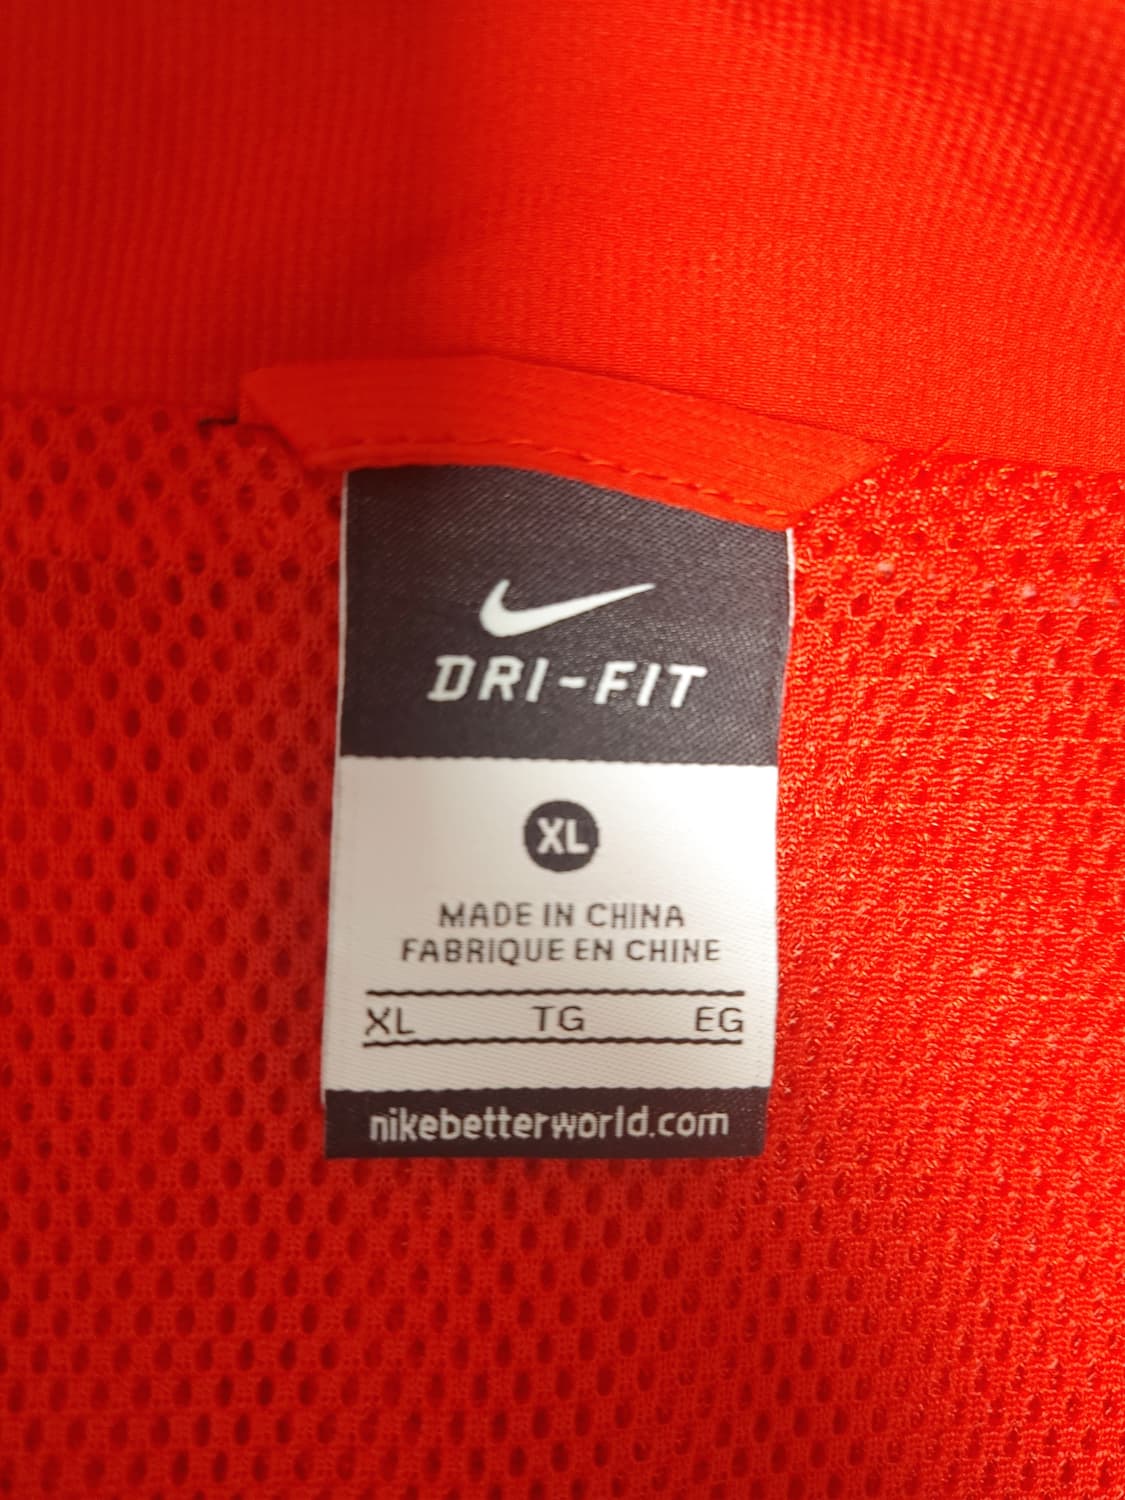 DRI-FIT
XL
MADE IN CHINA
FABRIQUE EN CHINE
XL TG EG
nikebetterworld.com